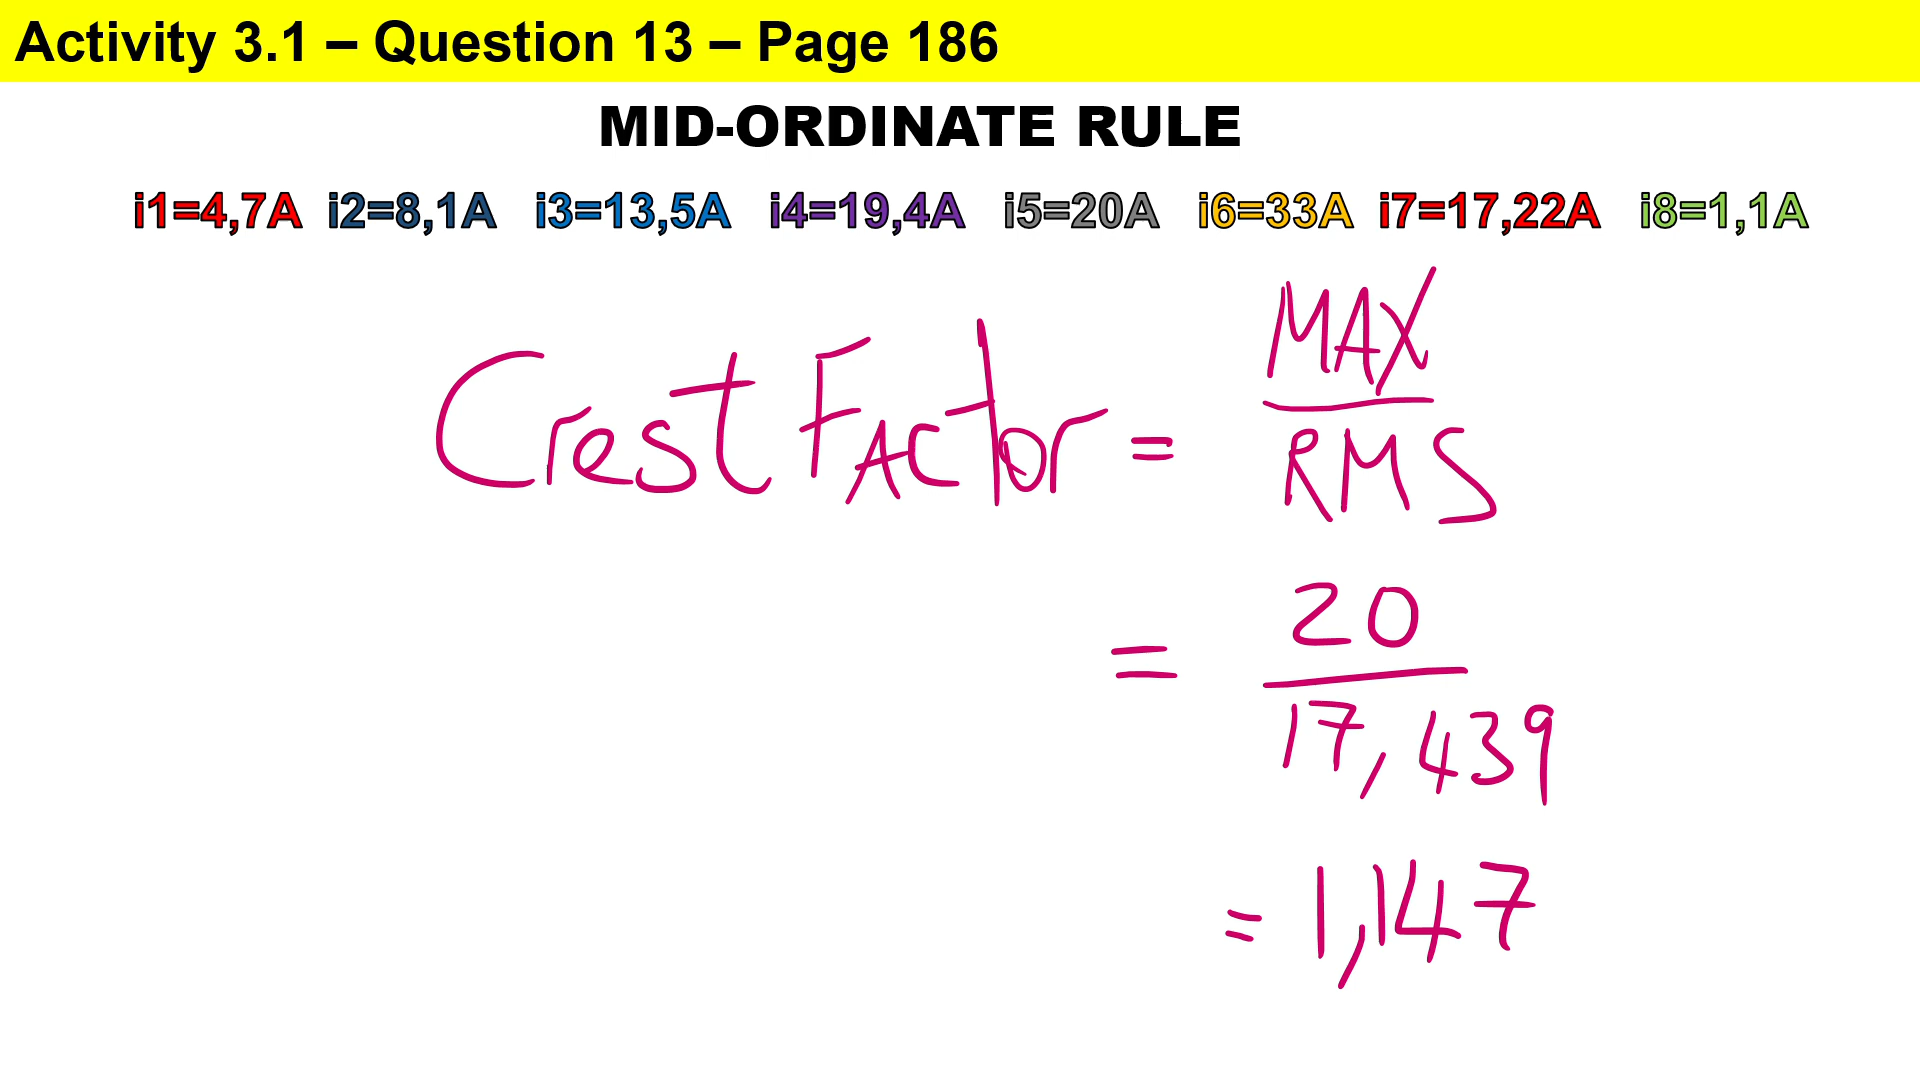 Activity 3.1 – Question 13 – Page 186
MID-ORDINATE RULE
i1=4,7A i2=8,1A i3=13,5A i4=19,4A i5=20A i6=33A i7=17,22A i8=1,1A
Crest FActor = MAX
RMS
= 20
17,439
= 1,147